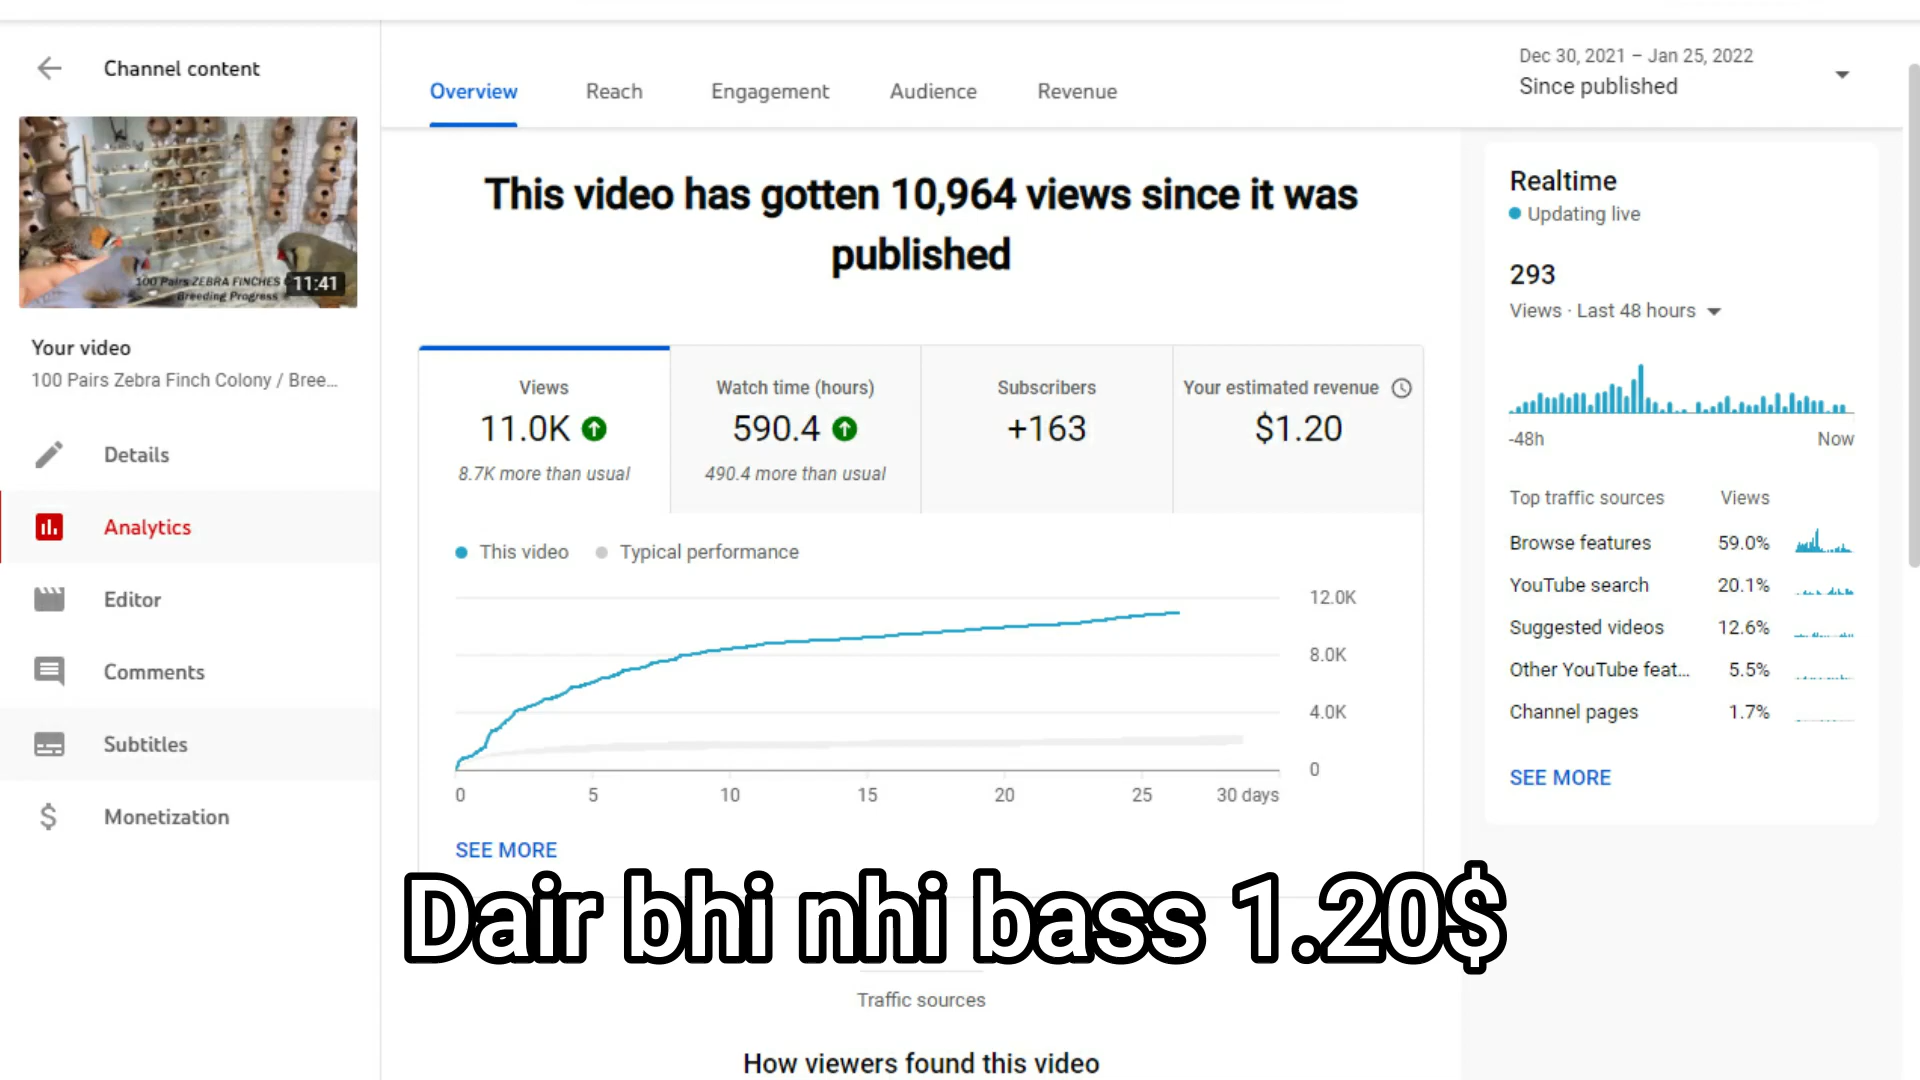 Channel content
100 Pairs ZEBRA FINCHES
Breeding Progress
11:41
Your video
100 Pairs Zebra Finch Colony / Bree...
Details
Analytics
Editor
Comments
Subtitles
Monetization
Overview
Reach
Engagement
Audience
Revenue
Dec 30, 2021 – Jan 25, 2022
Since published
This video has gotten 10,964 views since it was
published
Views
11.0K
8.7K more than usual
Watch time (hours)
590.4
490.4 more than usual
Subscribers
+163
Your estimated revenue
$1.20
This video
Typical performance
12.0K
8.0K
4.0K
0
0
5
10
15
20
25
30 days
SEE MORE
Dair bhi nhi bass 1.20$
Traffic sources
How viewers found this video
Realtime
Updating live
293
Views · Last 48 hours
-48h
Now
Top traffic sources
Views
Browse features 59.0%
YouTube search 20.1%
Suggested videos 12.6%
Other YouTube feat... 5.5%
Channel pages 1.7%
SEE MORE